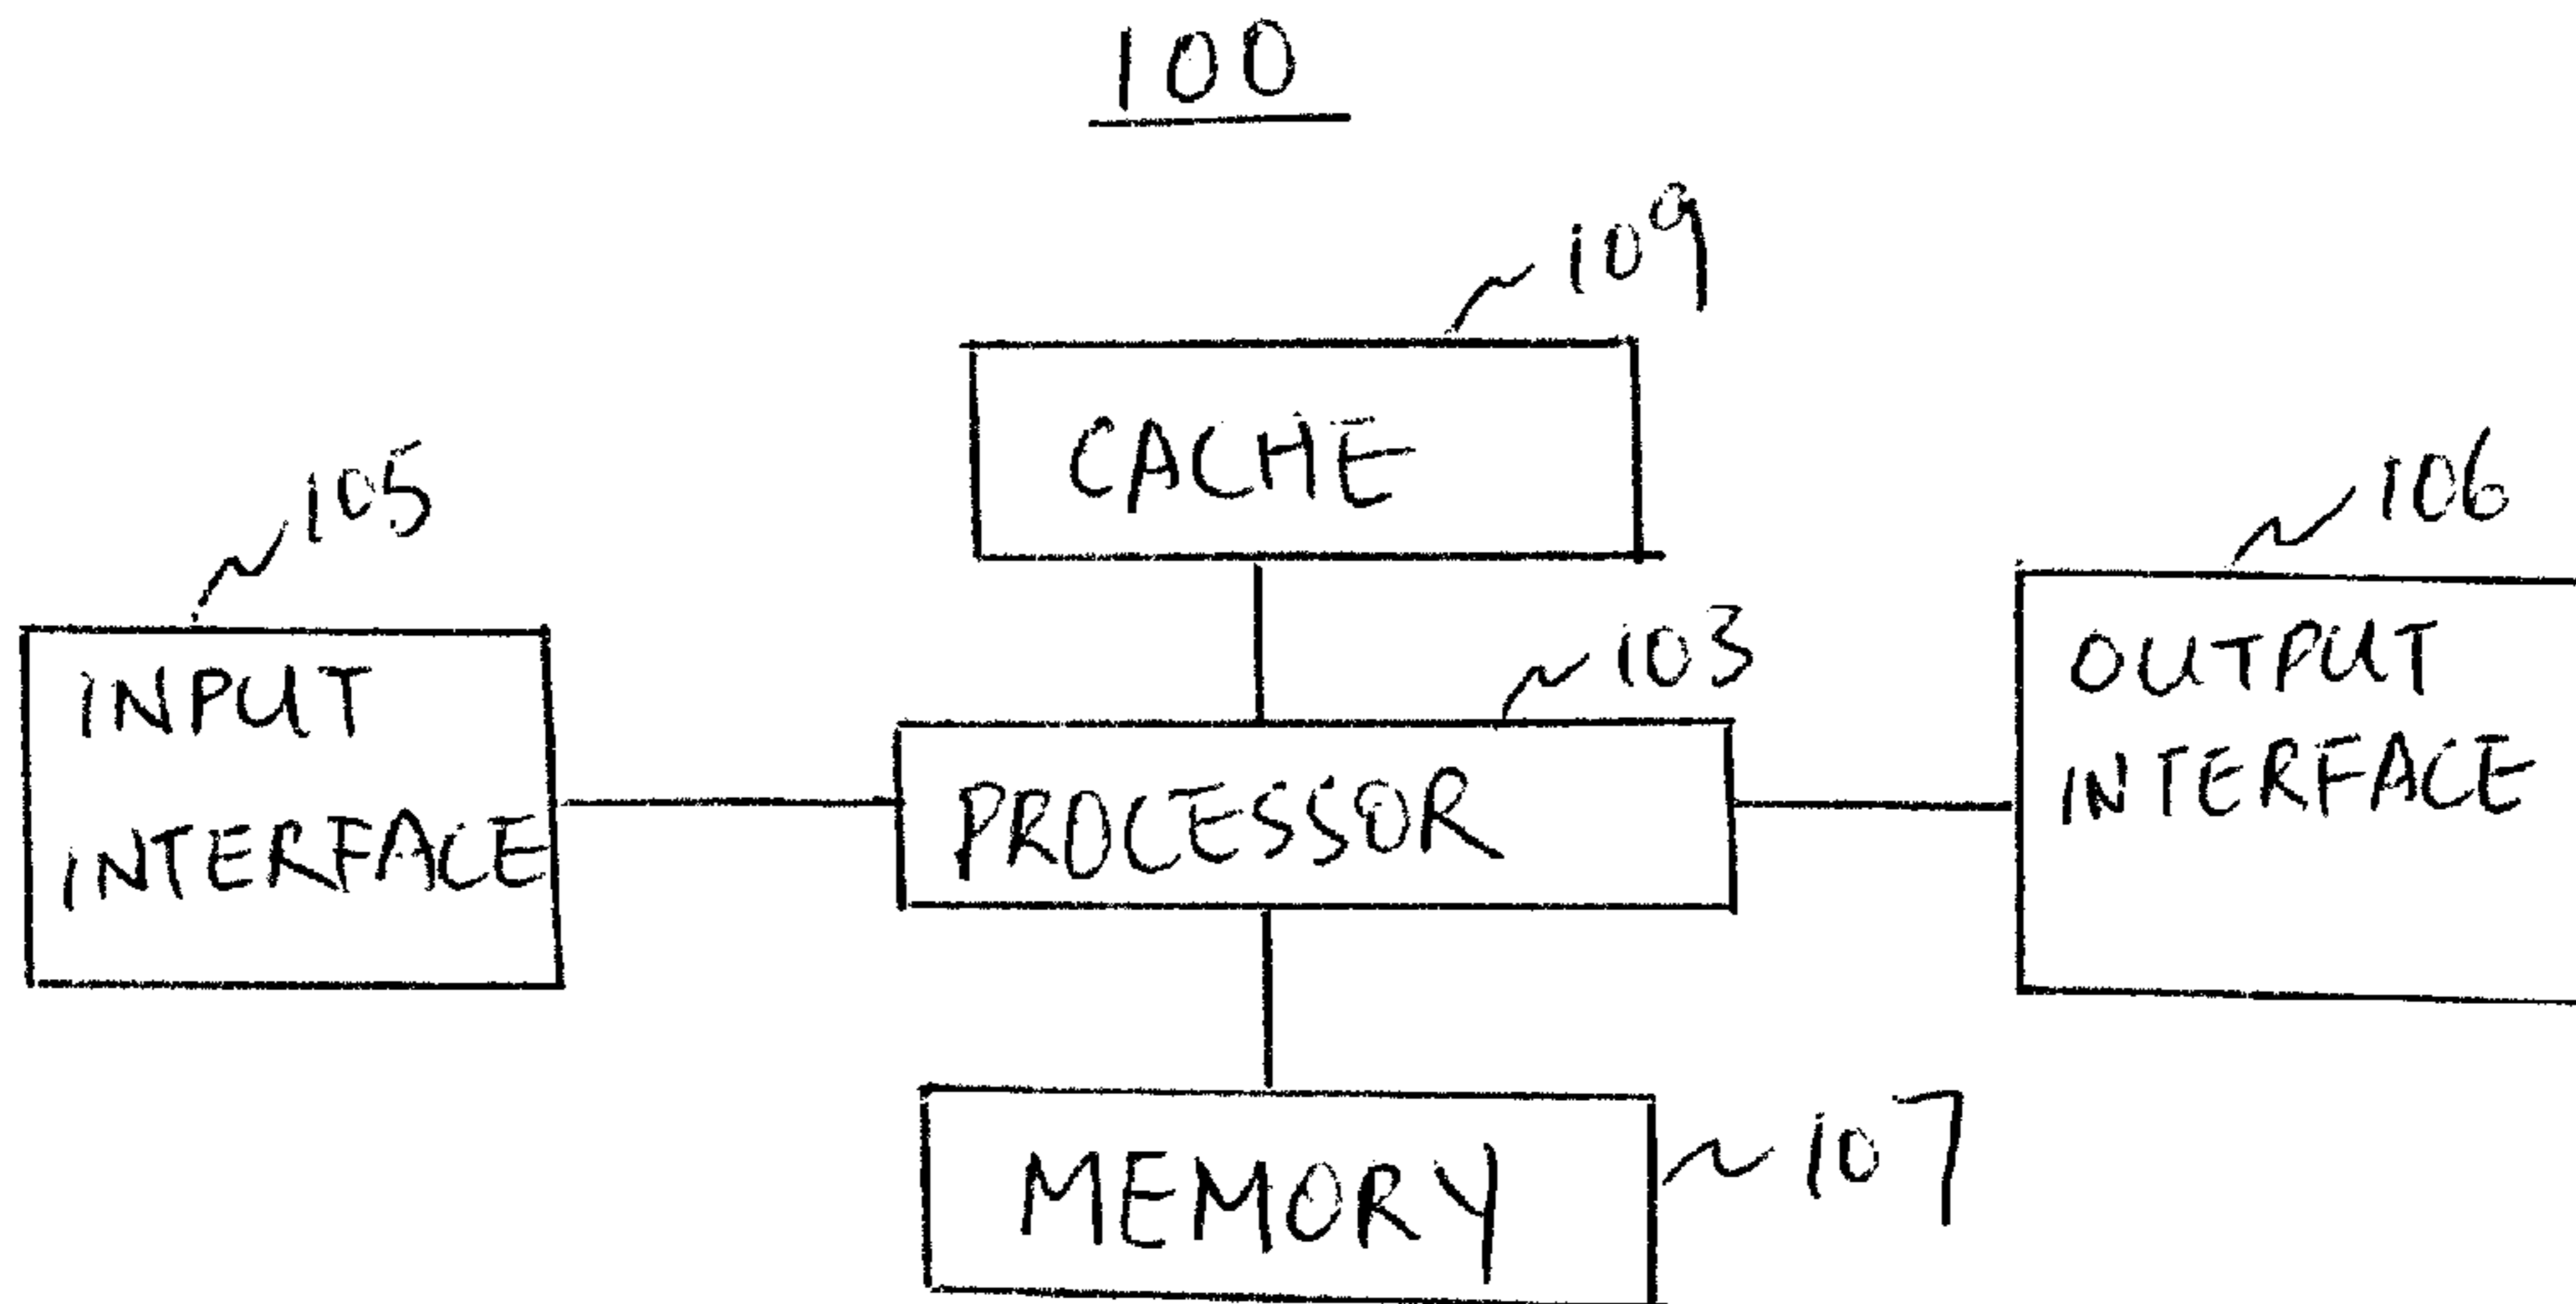 100
109
CACHE
105
106
INPUT
INTERFACE
103
PROCESSOR
OUTPUT
INTERFACE
MEMORY
107